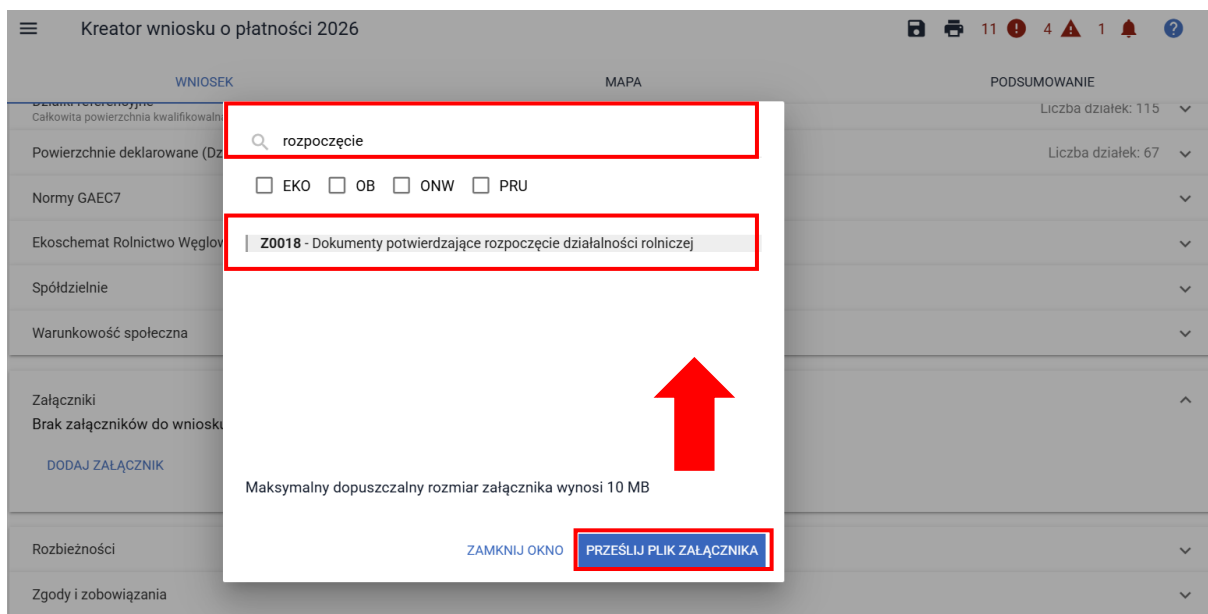 Kreator wniosku o płatności 2026
11 4 1
WNIOSEK MAPA PODSUMOWANIE
Działki referencyjne
Całkowita powierzchnia Liczba działek: 115
rozpoczęcie
Powierzchnie deklarowane Liczba działek: 67
EKO OB ONW PRU
Normy GAEC7
Z0018 - Dokumenty potwierdzające rozpoczęcie działalności rolniczej
Ekoschemat Rolnictwo
Spółdzielnie
Warunkowość społeczna
Załączniki
Brak załączników do wniosku
DODAJ ZAŁĄCZNIK
Maksymalny dopuszczalny rozmiar załącznika wynosi 10 MB
Rozbieżności
ZAMKNIJ OKNO PRZEŚLIJ PLIK ZAŁĄCZNIKA
Zgody i zobowiązania